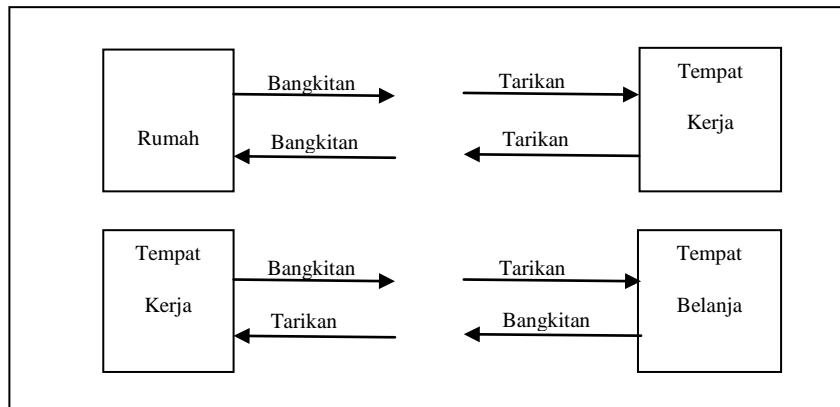 Rumah
Bangkitan
Tarikan
Bangkitan
Tarikan
Tempat
Kerja
Tempat
Kerja
Bangkitan
Tarikan
Tarikan
Bangkitan
Tempat
Belanja